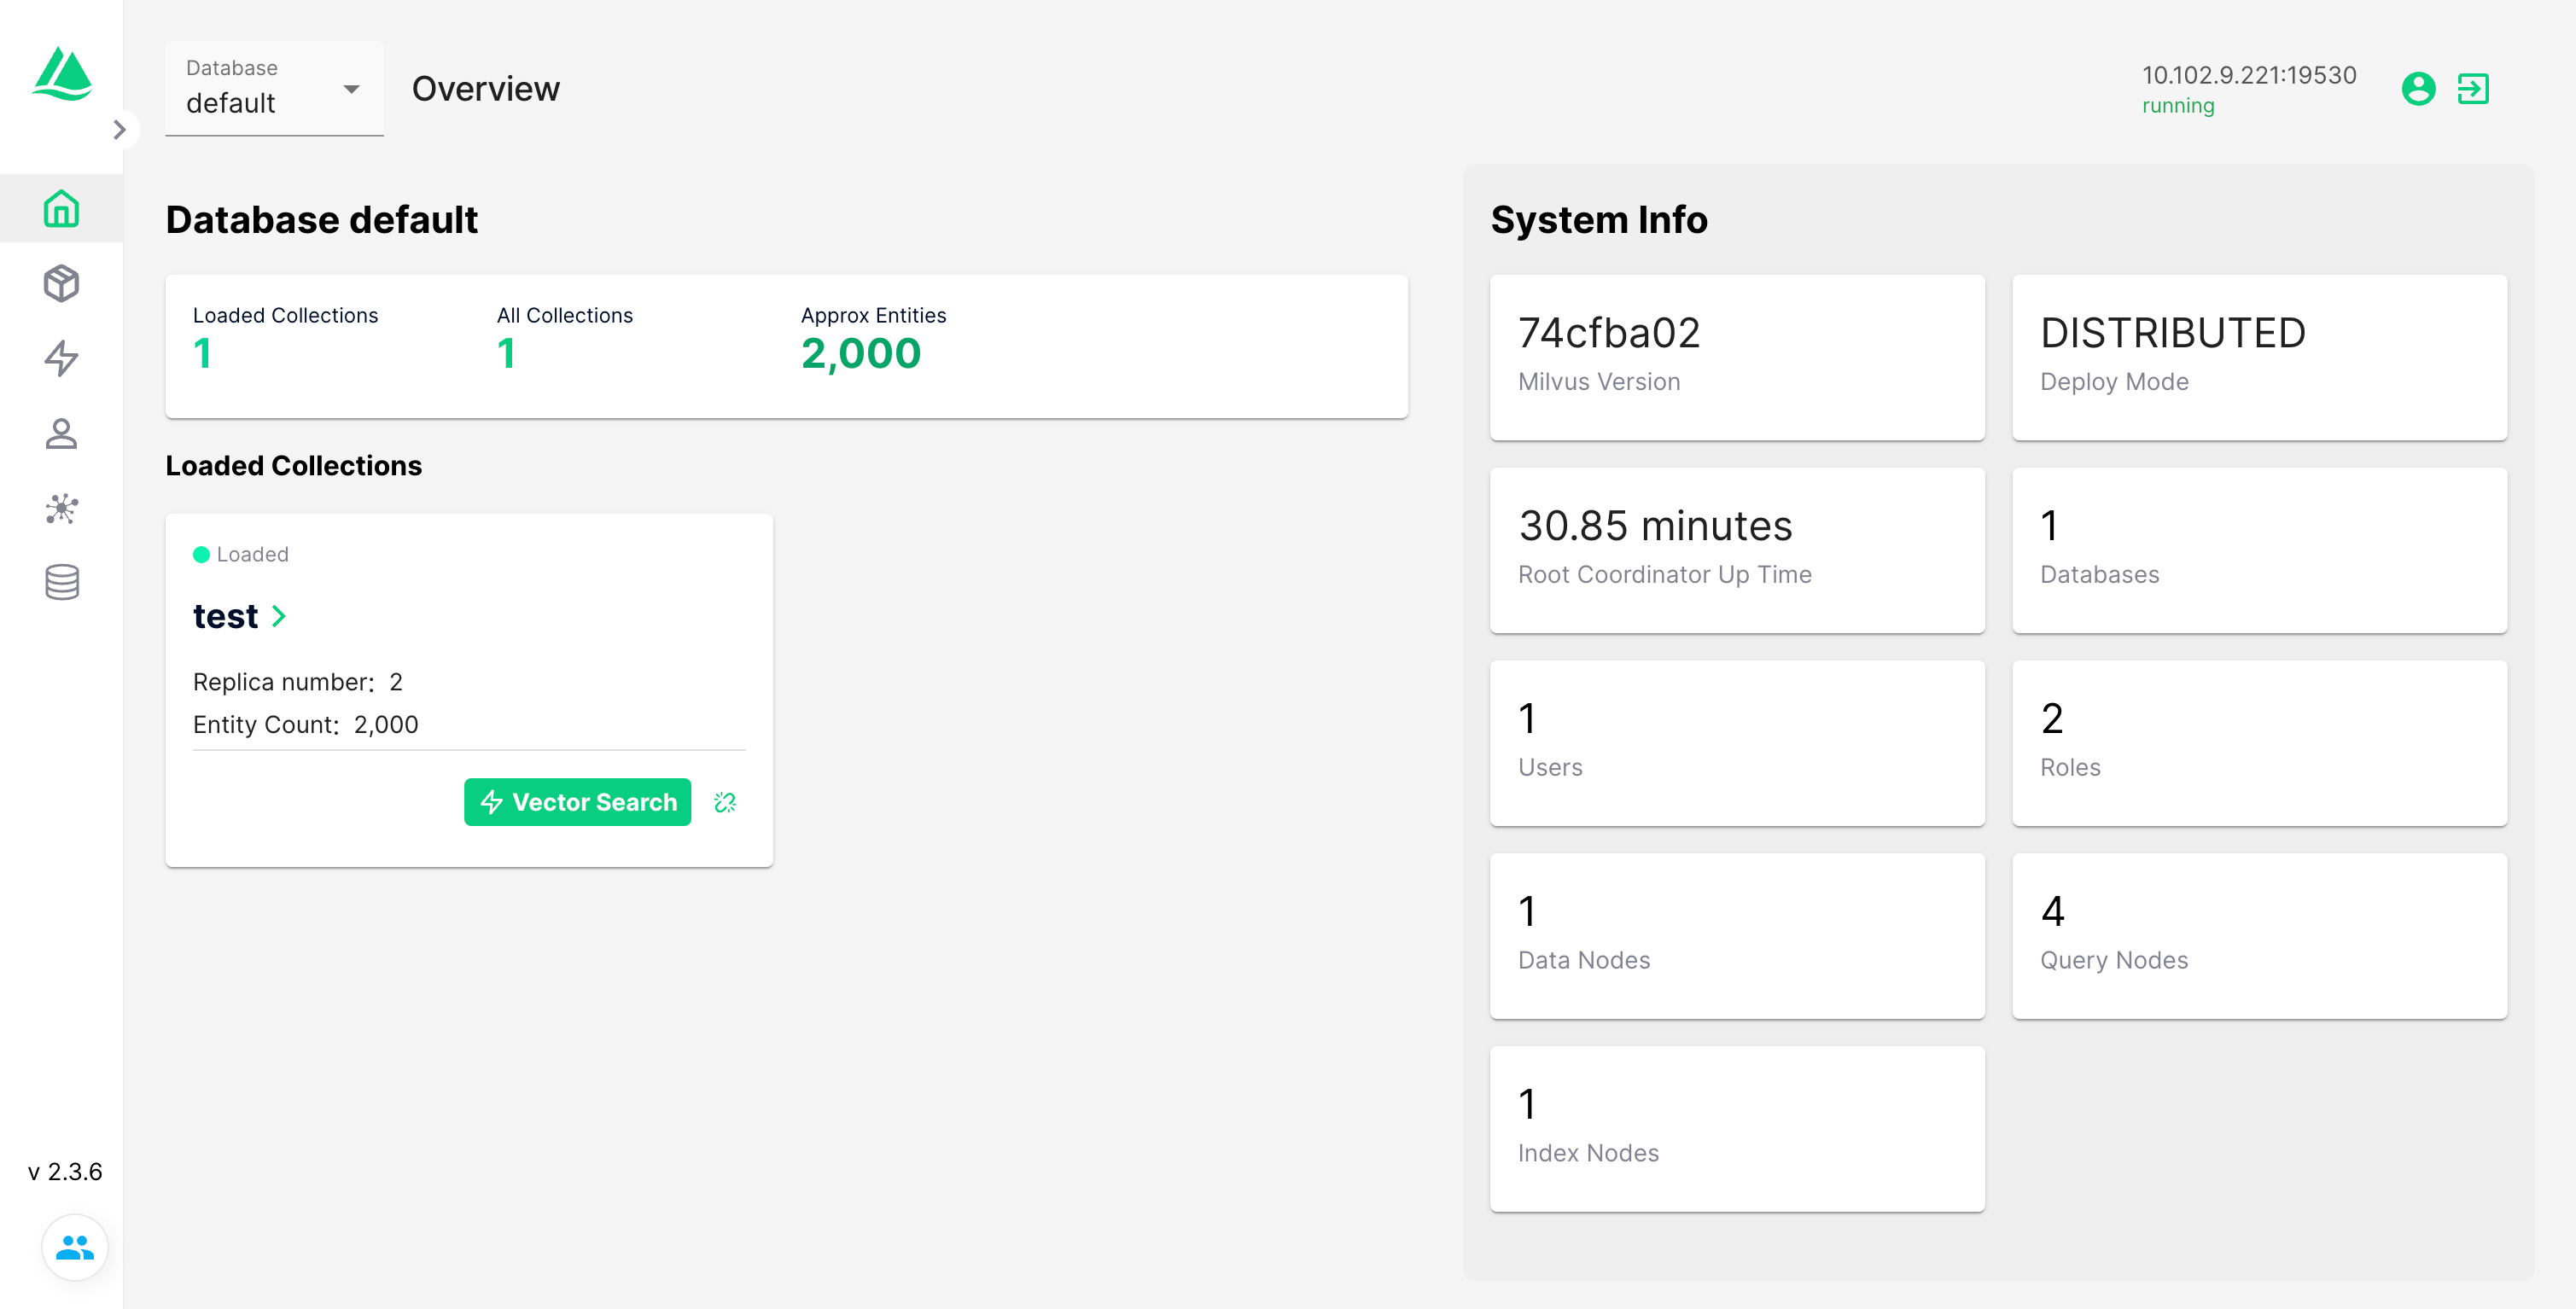 Database
default
Overview
10.102.9.221:19530
running
Database default
Loaded Collections
1
All Collections
1
Approx Entities
2,000
Loaded Collections
Loaded
test
Replica number: 2
Entity Count: 2,000
Vector Search
System Info
74cfba02
Milvus Version
DISTRIBUTED
Deploy Mode
30.85 minutes
Root Coordinator Up Time
1
Databases
1
Users
2
Roles
1
Data Nodes
4
Query Nodes
1
Index Nodes
v 2.3.6